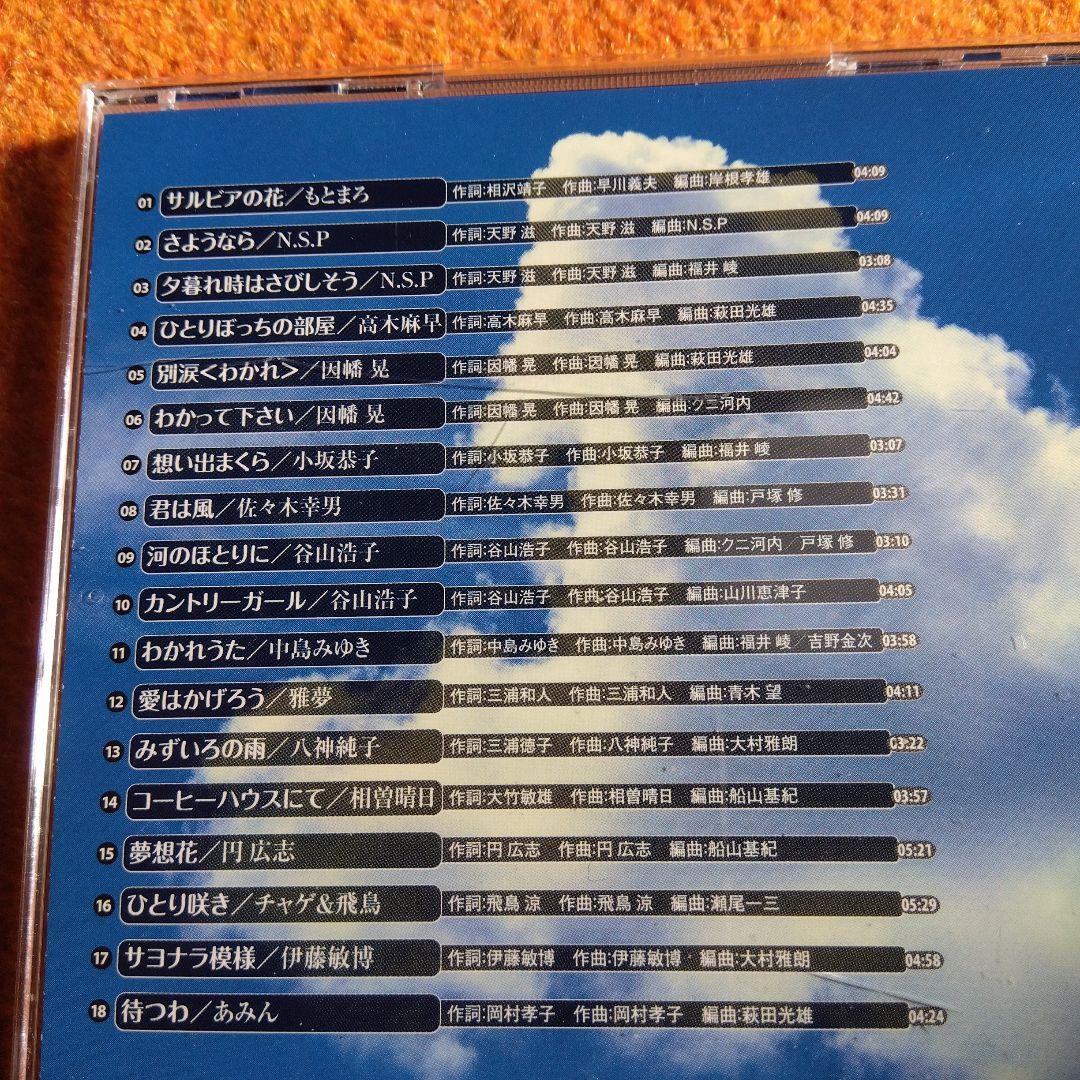 01 サルビアの花／もとまろ 作詞:相沢靖子 作曲:早川義夫 編曲:岸根孝雄 04:09
02 さようなら／N.S.P 作詞:天野 滋 作曲:天野 滋 編曲:N.S.P 04:09
03 夕暮れ時はさびしそう／N.S.P 作詞:天野 滋 作曲:天野 滋 編曲:福井 崚 03:08
04 ひとりぼっちの部屋／高木麻早 作詞:高木麻早 作曲:高木麻早 編曲:萩田光雄 04:35
05 別涙<わかれ>／因幡 晃 作詞:因幡 晃 作曲:因幡 晃 編曲:萩田光雄 04:04
06 わかって下さい／因幡 晃 作詞:因幡 晃 作曲:因幡 晃 編曲:クニ河内 04:42
07 想い出まくら／小坂恭子 作詞:小坂恭子 作曲:小坂恭子 編曲:福井 崚 03:07
08 君は風／佐々木幸男 作詞:佐々木幸男 作曲:佐々木幸男 編曲:戸塚 修 03:31
09 河のほとりに／谷山浩子 作詞:谷山浩子 作曲:谷山浩子 編曲:クニ河内／戸塚 修 03:10
10 カントリーガール／谷山浩子 作詞:谷山浩子 作曲:谷山浩子 編曲:山川恵津子 04:05
11 わかれうた／中島みゆき 作詞:中島みゆき 作曲:中島みゆき 編曲:福井 崚／吉野金次 03:58
12 愛はかげろう／雅夢 作詞:三浦和人 作曲:三浦和人 編曲:青木 望 04:11
13 みずいろの雨／八神純子 作詞:三浦徳子 作曲:八神純子 編曲:大村雅朗 03:22
14 コーヒーハウスにて／相曽晴日 作詞:大竹敏雄 作曲:相曽晴日 編曲:船山基紀 03:57
15 夢想花／円 広志 作詞:円 広志 作曲:円 広志 編曲:船山基紀 05:21
16 ひとり咲き／チャゲ&飛鳥 作詞:飛鳥 涼 作曲:飛鳥 涼 編曲:瀬尾一三 05:29
17 サヨナラ模様／伊藤敏博 作詞:伊藤敏博 作曲:伊藤敏博 編曲:大村雅朗 04:58
18 待つわ／あみん 作詞:岡村孝子 作曲:岡村孝子 編曲:萩田光雄 04:24